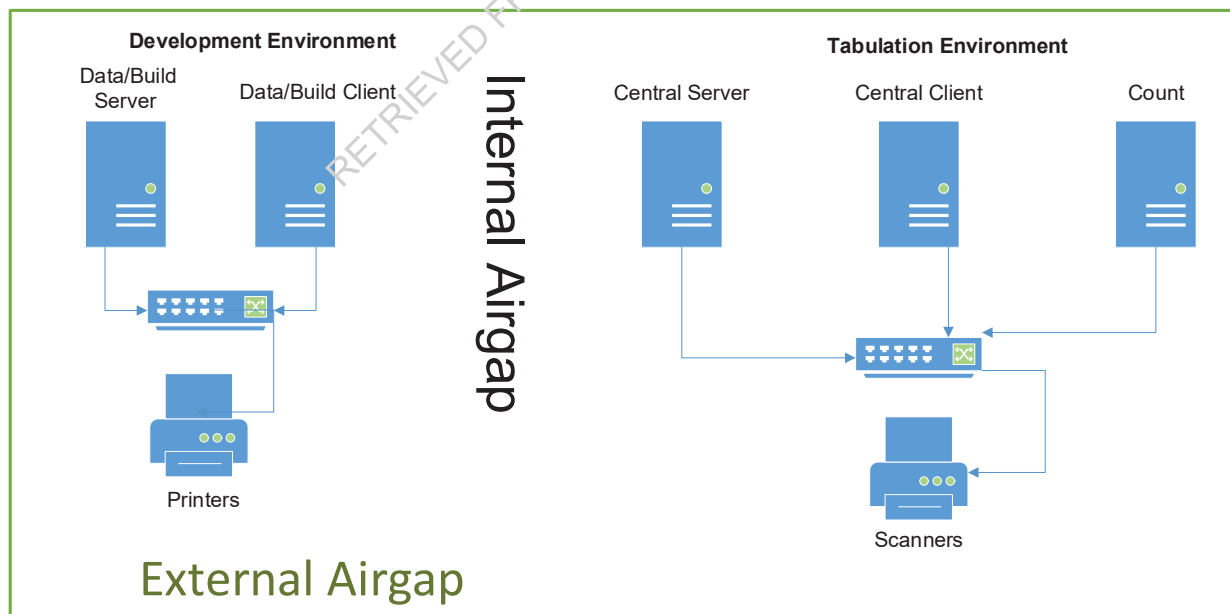 Development Environment
Data/Build
Server
Data/Build Client
Printers
RETRIEVED
Internal Airgap
Tabulation Environment
Central Server
Central Client
Count
Scanners
External Airgap